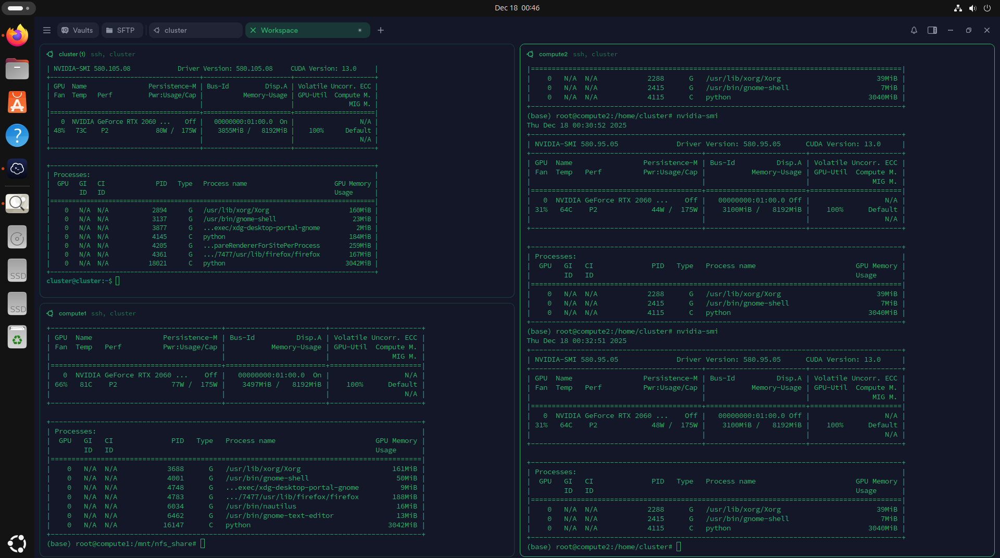 Dec 18  00:46
Vaults
SFTP
cluster
Workspace
cluster (1)  ssh, cluster
| NVIDIA-SMI 580.105.08             Driver Version: 580.105.08     CUDA Version: 13.0     |
+-----------------------------------------+------------------------+----------------------+
| GPU  Name                 Persistence-M | Bus-Id          Disp.A | Volatile Uncorr. ECC |
| Fan  Temp   Perf          Pwr:Usage/Cap |           Memory-Usage | GPU-Util  Compute M. |
|                                         |                        |               MIG M. |
|=========================================+========================+======================|
|   0  NVIDIA GeForce RTX 2060 ...    Off |   00000000:01:00.0  On |                  N/A |
| 48%   73C    P2             80W /  175W |    3855MiB /   8192MiB |    100%      Default |
|                                         |                        |                  N/A |
+-----------------------------------------+------------------------+----------------------+
+-----------------------------------------------------------------------------------------+
| Processes:                                                                              |
|  GPU   GI   CI              PID   Type   Process name                        GPU Memory |
|        ID   ID                                                               Usage      |
|=========================================================================================|
|    0   N/A  N/A            2894      G   /usr/lib/xorg/Xorg                      160MiB |
|    0   N/A  N/A            3137      G   /usr/bin/gnome-shell                     23MiB |
|    0   N/A  N/A            3877      G   ...exec/xdg-desktop-portal-gnome          2MiB |
|    0   N/A  N/A            4145      C   python                                  184MiB |
|    0   N/A  N/A            4205      G   ...pareRendererForSitePerProcess        259MiB |
|    0   N/A  N/A            4361      G   .../7477/usr/lib/firefox/firefox        167MiB |
|    0   N/A  N/A           18021      C   python                                 3042MiB |
+-----------------------------------------------------------------------------------------+
cluster@cluster:~$
compute1  ssh, cluster
+-----------------------------------------+------------------------+----------------------+
| GPU  Name                 Persistence-M | Bus-Id          Disp.A | Volatile Uncorr. ECC |
| Fan  Temp   Perf          Pwr:Usage/Cap |           Memory-Usage | GPU-Util  Compute M. |
|                                         |                        |               MIG M. |
|=========================================+========================+======================|
|   0  NVIDIA GeForce RTX 2060 ...    Off |   00000000:01:00.0  On |                  N/A |
| 66%   81C    P2             77W /  175W |    3497MiB /   8192MiB |    100%      Default |
|                                         |                        |                  N/A |
+-----------------------------------------+------------------------+----------------------+
+-----------------------------------------------------------------------------------------+
| Processes:                                                                              |
|  GPU   GI   CI              PID   Type   Process name                        GPU Memory |
|        ID   ID                                                               Usage      |
|=========================================================================================|
|    0   N/A  N/A            3688      G   /usr/lib/xorg/Xorg                      161MiB |
|    0   N/A  N/A            4001      G   /usr/bin/gnome-shell                     50MiB |
|    0   N/A  N/A            4748      G   ...exec/xdg-desktop-portal-gnome          9MiB |
|    0   N/A  N/A            4783      G   .../7477/usr/lib/firefox/firefox        188MiB |
|    0   N/A  N/A            6034      G   /usr/bin/nautilus                        16MiB |
|    0   N/A  N/A            6462      G   /usr/bin/gnome-text-editor               13MiB |
|    0   N/A  N/A           16147      C   python                                 3042MiB |
+-----------------------------------------------------------------------------------------+
(base) root@compute1:/mnt/nfs_share#
compute2  ssh, cluster
|=========================================================================================|
|    0   N/A  N/A            2288      G   /usr/lib/xorg/Xorg                       39MiB |
|    0   N/A  N/A            2415      G   /usr/bin/gnome-shell                      7MiB |
|    0   N/A  N/A            4115      C   python                                 3040MiB |
+-----------------------------------------------------------------------------------------+
(base) root@compute2:/home/cluster# nvidia-smi
Thu Dec 18 00:30:52 2025
+-----------------------------------------------------------------------------------------+
| NVIDIA-SMI 580.95.05              Driver Version: 580.95.05      CUDA Version: 13.0     |
+-----------------------------------------+------------------------+----------------------+
| GPU  Name                 Persistence-M | Bus-Id          Disp.A | Volatile Uncorr. ECC |
| Fan  Temp   Perf          Pwr:Usage/Cap |           Memory-Usage | GPU-Util  Compute M. |
|                                         |                        |               MIG M. |
|=========================================+========================+======================|
|   0  NVIDIA GeForce RTX 2060 ...    Off |   00000000:01:00.0 Off |                  N/A |
| 31%   64C    P2             44W /  175W |    3100MiB /   8192MiB |    100%      Default |
|                                         |                        |                  N/A |
+-----------------------------------------+------------------------+----------------------+
+-----------------------------------------------------------------------------------------+
| Processes:                                                                              |
|  GPU   GI   CI              PID   Type   Process name                        GPU Memory |
|        ID   ID                                                               Usage      |
|=========================================================================================|
|    0   N/A  N/A            2288      G   /usr/lib/xorg/Xorg                       39MiB |
|    0   N/A  N/A            2415      G   /usr/bin/gnome-shell                      7MiB |
|    0   N/A  N/A            4115      C   python                                 3040MiB |
+-----------------------------------------------------------------------------------------+
(base) root@compute2:/home/cluster# nvidia-smi
Thu Dec 18 00:32:51 2025
+-----------------------------------------------------------------------------------------+
| NVIDIA-SMI 580.95.05              Driver Version: 580.95.05      CUDA Version: 13.0     |
+-----------------------------------------+------------------------+----------------------+
| GPU  Name                 Persistence-M | Bus-Id          Disp.A | Volatile Uncorr. ECC |
| Fan  Temp   Perf          Pwr:Usage/Cap |           Memory-Usage | GPU-Util  Compute M. |
|                                         |                        |               MIG M. |
|=========================================+========================+======================|
|   0  NVIDIA GeForce RTX 2060 ...    Off |   00000000:01:00.0 Off |                  N/A |
| 31%   64C    P2             48W /  175W |    3100MiB /   8192MiB |    100%      Default |
|                                         |                        |                  N/A |
+-----------------------------------------+------------------------+----------------------+
+-----------------------------------------------------------------------------------------+
| Processes:                                                                              |
|  GPU   GI   CI              PID   Type   Process name                        GPU Memory |
|        ID   ID                                                               Usage      |
|=========================================================================================|
|    0   N/A  N/A            2288      G   /usr/lib/xorg/Xorg                       39MiB |
|    0   N/A  N/A            2415      G   /usr/bin/gnome-shell                      7MiB |
|    0   N/A  N/A            4115      C   python                                 3040MiB |
+-----------------------------------------------------------------------------------------+
(base) root@compute2:/home/cluster#
SSD
SSD